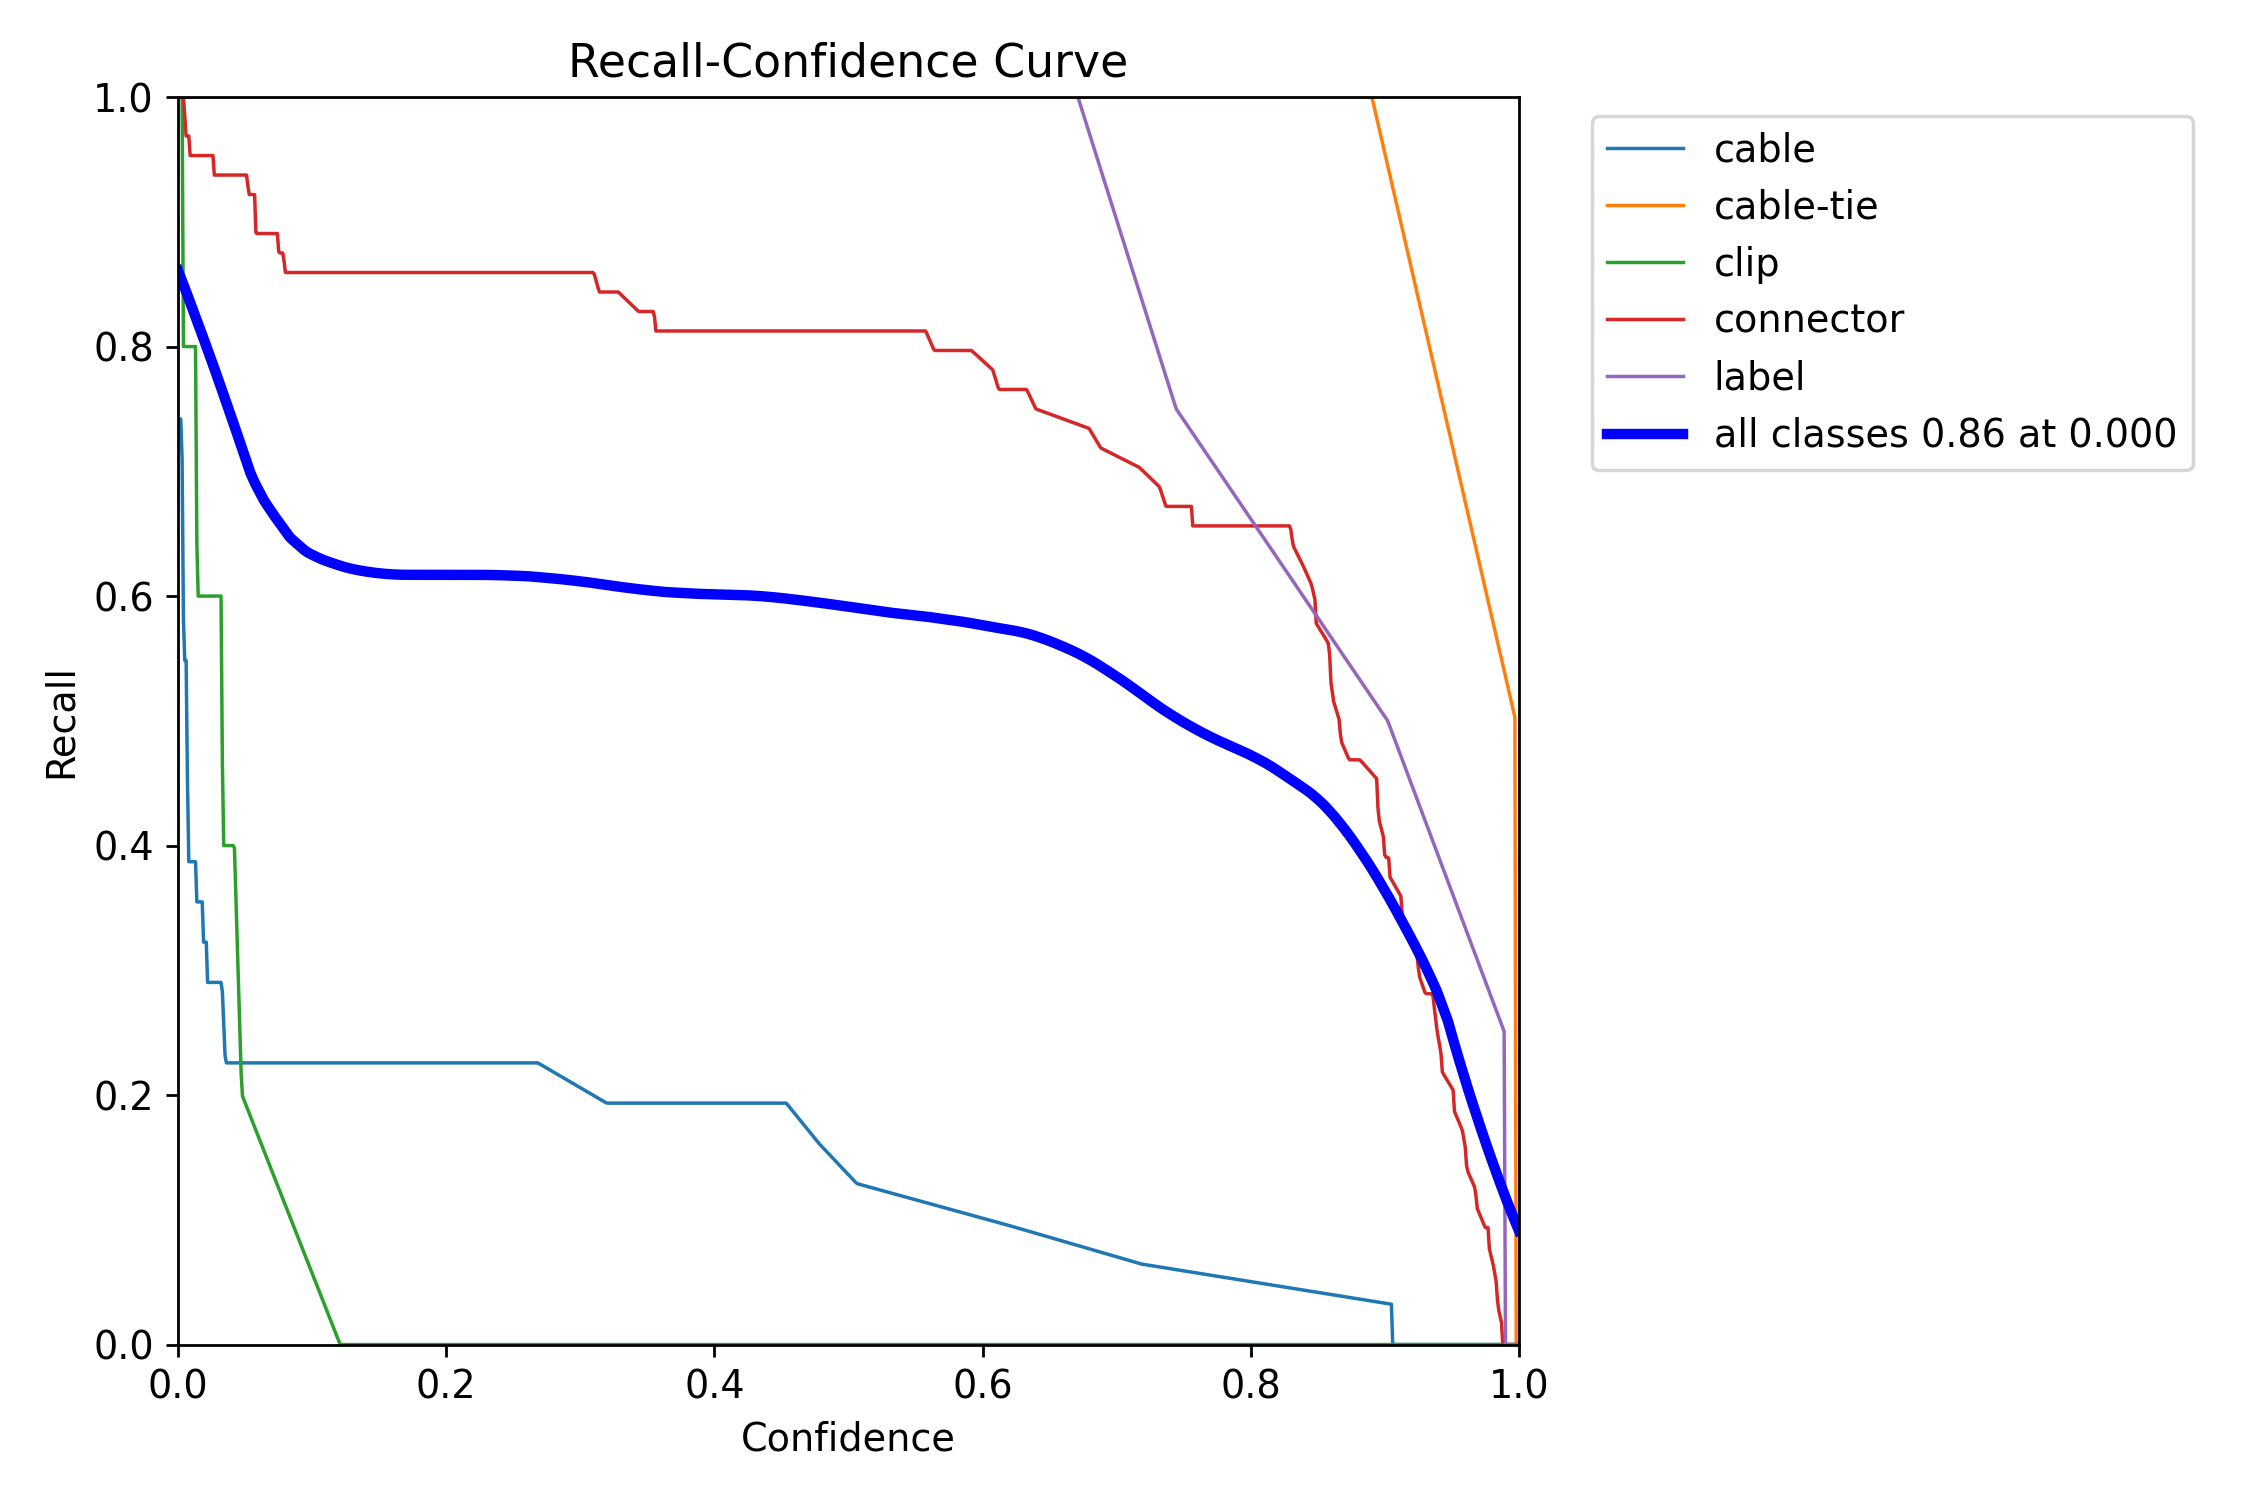 Recall-Confidence Curve
1.0
0.8
0.6
0.4
0.2
0.0
Recall
0.0 0.2 0.4 0.6 0.8 1.0
Confidence
cable
cable-tie
clip
connector
label
all classes 0.86 at 0.000